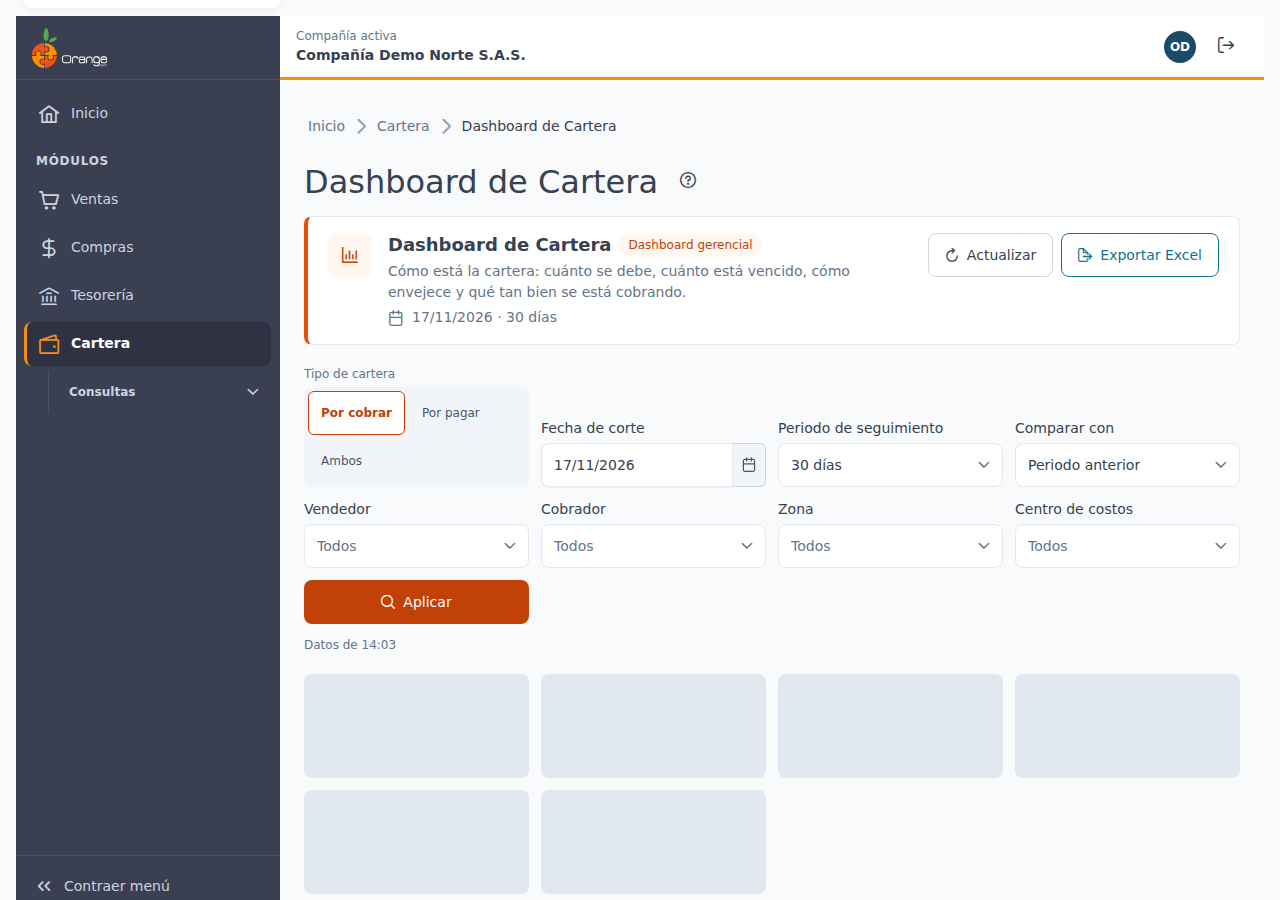 Orange
Compañía activa
Compañía Demo Norte S.A.S.
OD
Inicio
MÓDULOS
Ventas
Compras
Tesorería
Cartera
Consultas
Contraer menú
Inicio
Cartera
Dashboard de Cartera
Dashboard de Cartera
Dashboard de Cartera
Dashboard gerencial
Cómo está la cartera: cuánto se debe, cuánto está vencido, cómo
envejece y qué tan bien se está cobrando.
17/11/2026 · 30 días
Actualizar
Exportar Excel
Tipo de cartera
Por cobrar
Por pagar
Ambos
Fecha de corte
17/11/2026
Periodo de seguimiento
30 días
Comparar con
Periodo anterior
Vendedor
Todos
Cobrador
Todos
Zona
Todos
Centro de costos
Todos
Aplicar
Datos de 14:03